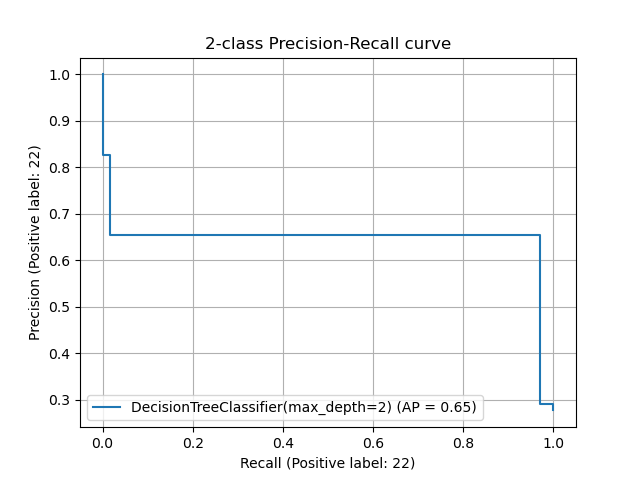 2-class Precision-Recall curve
1.0
0.9
0.8
0.7
0.6
0.5
0.4
0.3
Precision (Positive label: 22)
DecisionTreeClassifier(max_depth=2) (AP = 0.65)
0.0 0.2 0.4 0.6 0.8 1.0
Recall (Positive label: 22)